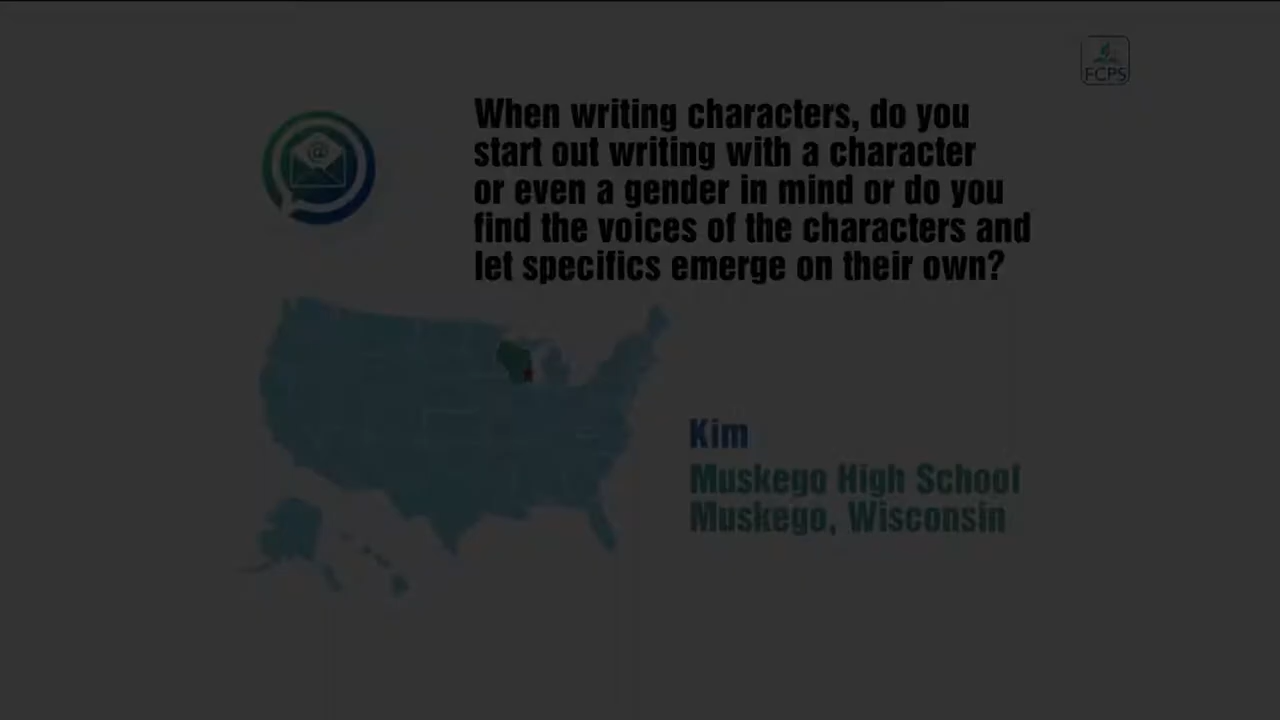 FCPS
When writing characters, do you
start out writing with a character
or even a gender in mind or do you
find the voices of the characters and
let specifics emerge on their own?
@
Kim
Muskego High School
Muskego, Wisconsin